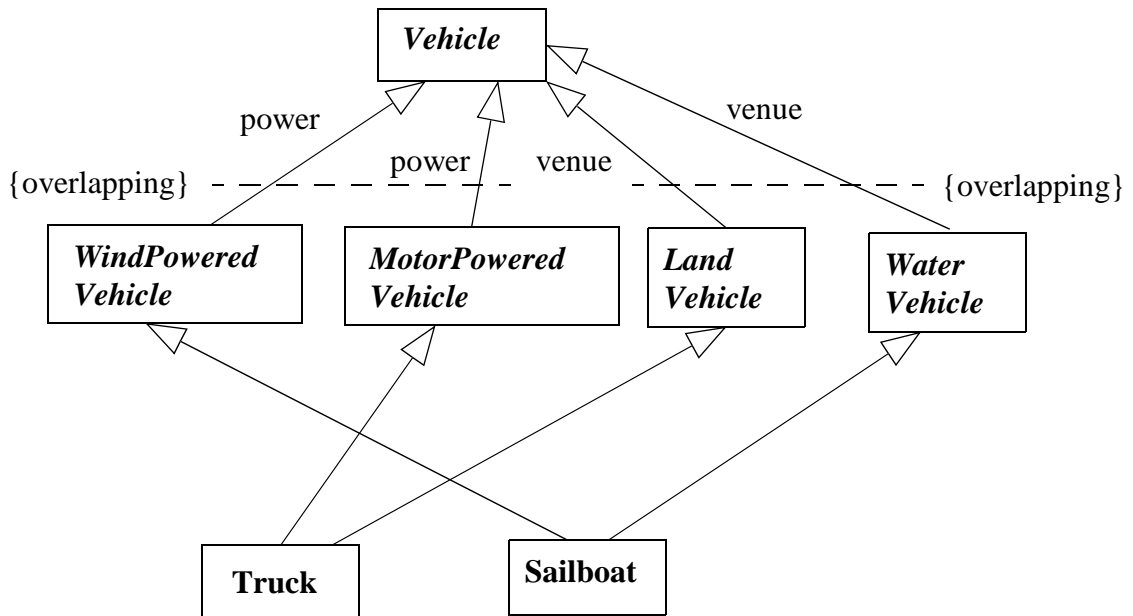 Vehicle
power
venue
power
venue
{overlapping}
{overlapping}
WindPowered
Vehicle
MotorPowered
Vehicle
Land
Vehicle
Water
Vehicle
Truck
Sailboat